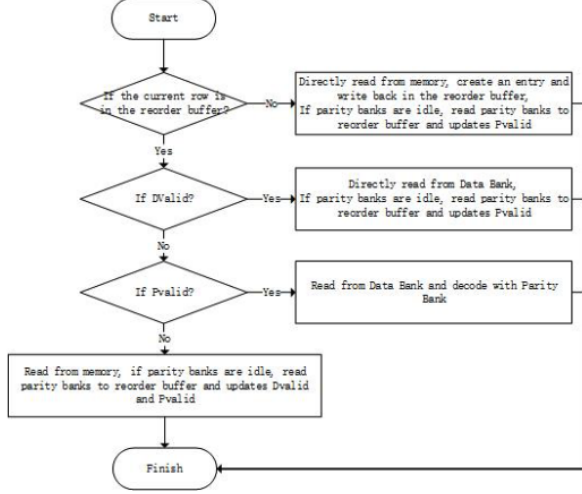 Start
If the current row is
in the reorder buffer?
No
Directly read from memory, create an entry and
write back in the reorder buffer,
If parity banks are idle, read parity banks to
reorder buffer and updates Pvalid
Yes
If DValid?
Yes
Directly read from Data Bank,
If parity banks are idle, read parity banks to
reorder buffer and updates Pvalid
No
If Pvalid?
Yes
Read from Data Bank and decode with Parity
Bank
No
Read from memory, if parity banks are idle, read
parity banks to reorder buffer and updates Dvalid
and Pvalid
Finish